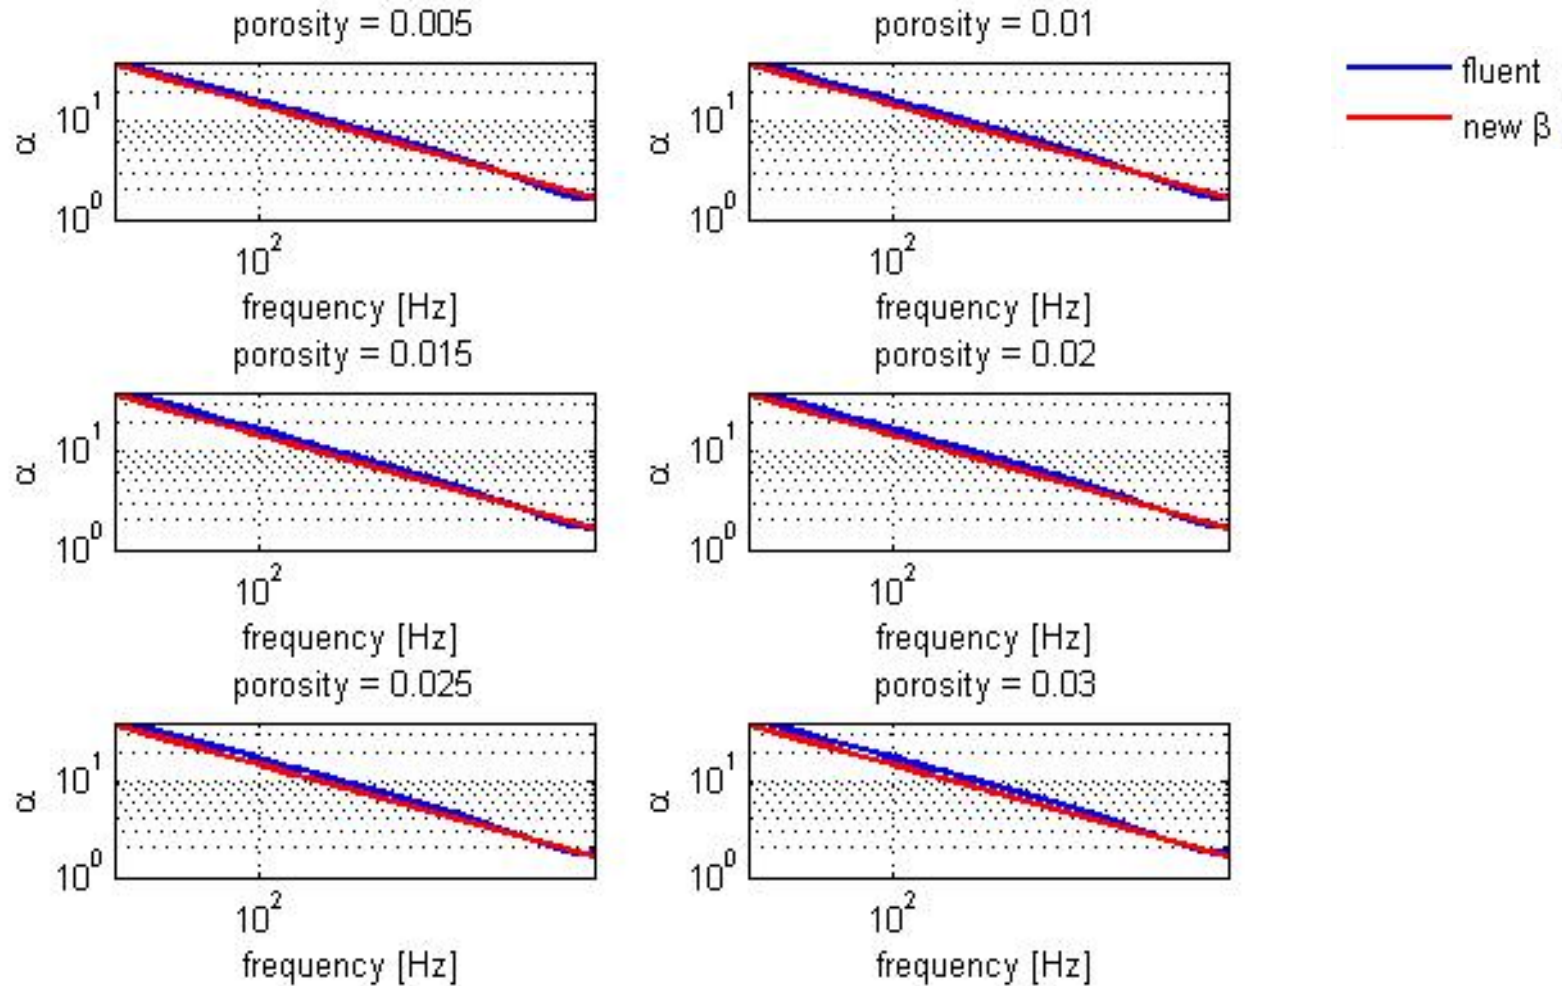 porosity = 0.005
10¹
α
10⁰
10²
frequency [Hz]
porosity = 0.01
10¹
α
10⁰
10²
frequency [Hz]
fluent
new β
porosity = 0.015
10¹
α
10⁰
10²
frequency [Hz]
porosity = 0.02
10¹
α
10⁰
10²
frequency [Hz]
porosity = 0.025
10¹
α
10⁰
10²
frequency [Hz]
porosity = 0.03
10¹
α
10⁰
10²
frequency [Hz]